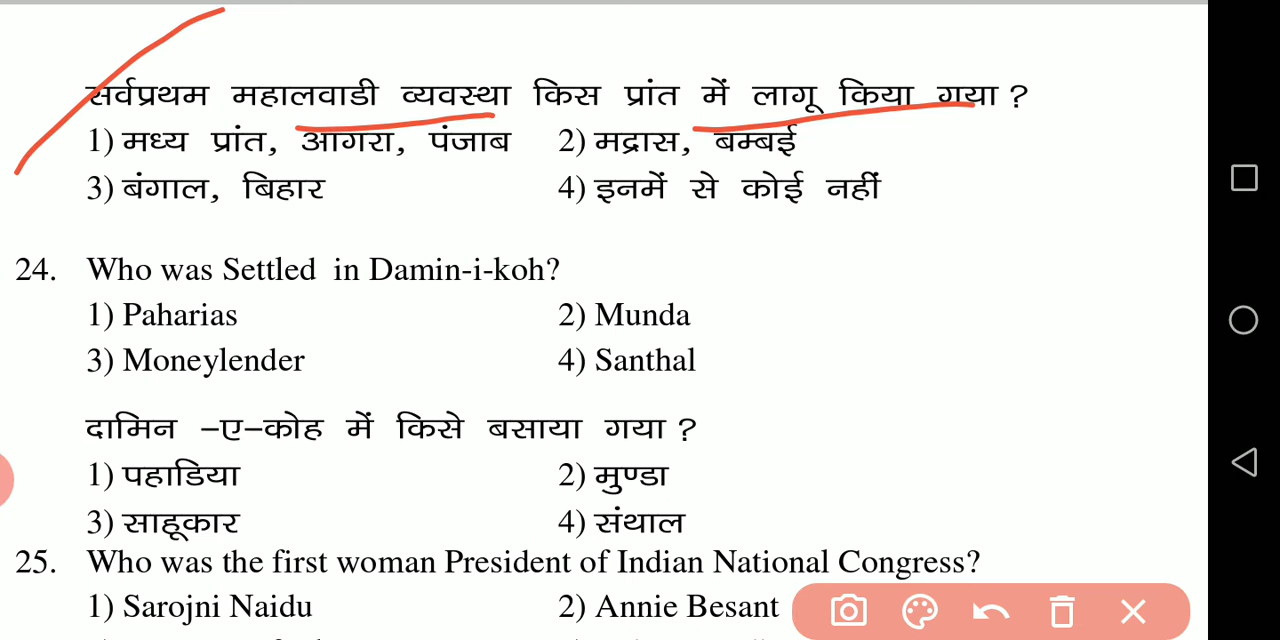 सर्वप्रथम महालवाडी व्यवस्था किस प्रांत में लागू किया गया ?
1) मध्य प्रांत, आगरा, पंजाब 2) मद्रास, बम्बई
3) बंगाल, बिहार 4) इनमें से कोई नहीं
24. Who was Settled in Damin-i-koh?
1) Paharias 2) Munda
3) Moneylender 4) Santhal
दामिन –ए–कोह में किसे बसाया गया ?
1) पहाडिया 2) मुण्डा
3) साहूकार 4) संथाल
25. Who was the first woman President of Indian National Congress?
1) Sarojni Naidu 2) Annie Besant